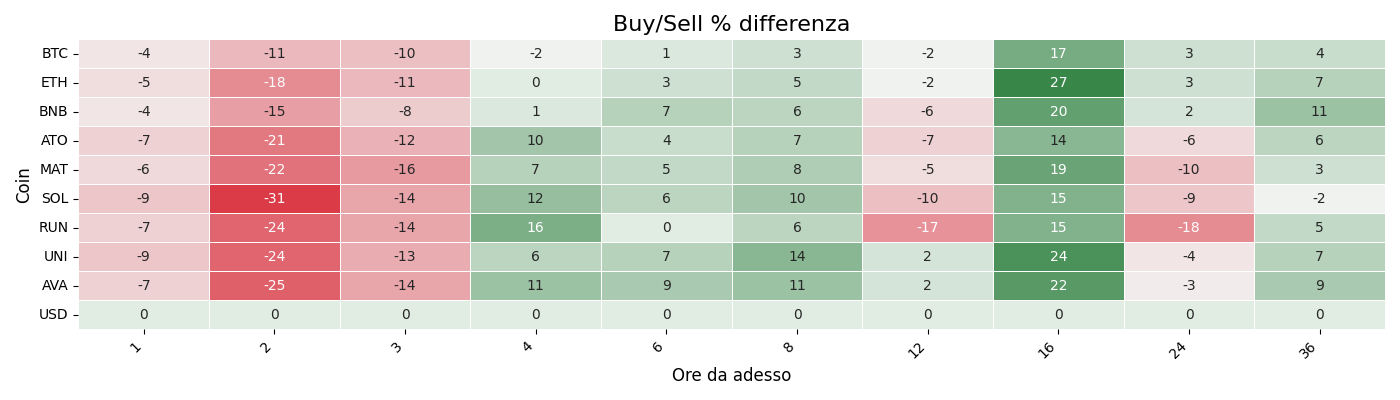 Buy/Sell % differenza
Coin
BTC -4 -11 -10 -2 1 3 -2 17 3 4
ETH -5 -18 -11 0 3 5 -2 27 3 7
BNB -4 -15 -8 1 7 6 -6 20 2 11
ATO -7 -21 -12 10 4 7 -7 14 -6 6
MAT -6 -22 -16 7 5 8 -5 19 -10 3
SOL -9 -31 -14 12 6 10 -10 15 -9 -2
RUN -7 -24 -14 16 0 6 -17 15 -18 5
UNI -9 -24 -13 6 7 14 2 24 -4 7
AVA -7 -25 -14 11 9 11 2 22 -3 9
USD 0 0 0 0 0 0 0 0 0 0
1 2 3 4 6 8 12 16 24 36
Ore da adesso